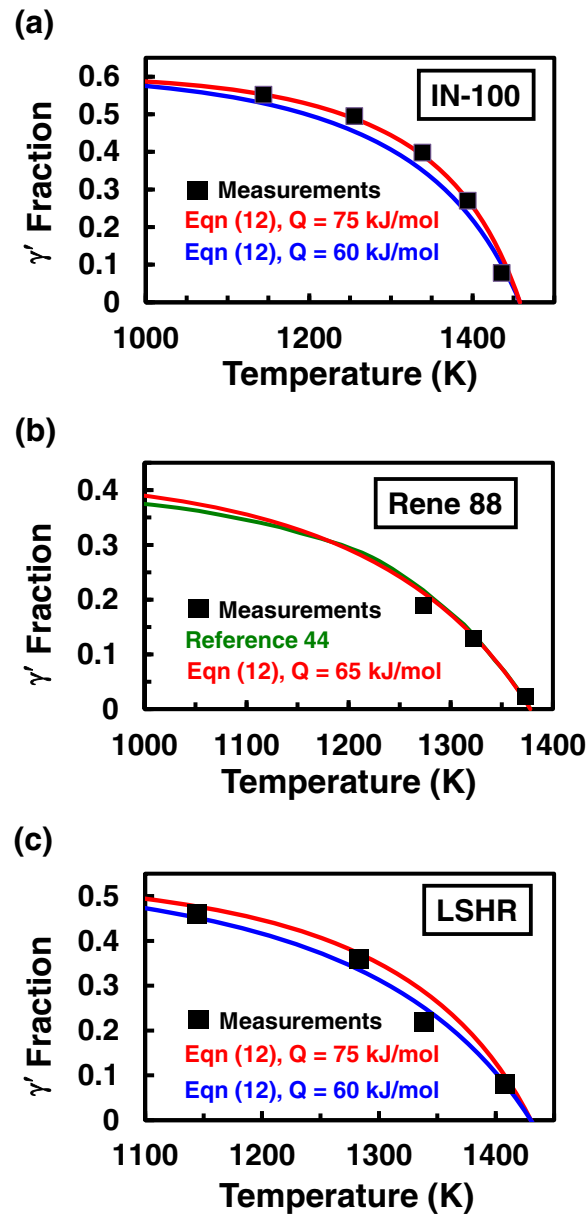 (a)
0.6
0.5
0.4
0.3
0.2
0.1
0
γ′ Fraction
IN-100
Measurements
Eqn (12), Q = 75 kJ/mol
Eqn (12), Q = 60 kJ/mol
1000 1200 1400
Temperature (K)
(b)
0.4
0.3
0.2
0.1
0
γ′ Fraction
Rene 88
Measurements
Reference 44
Eqn (12), Q = 65 kJ/mol
1000 1100 1200 1300 1400
Temperature (K)
(c)
0.5
0.4
0.3
0.2
0.1
0
γ′ Fraction
LSHR
Measurements
Eqn (12), Q = 75 kJ/mol
Eqn (12), Q = 60 kJ/mol
1100 1200 1300 1400
Temperature (K)